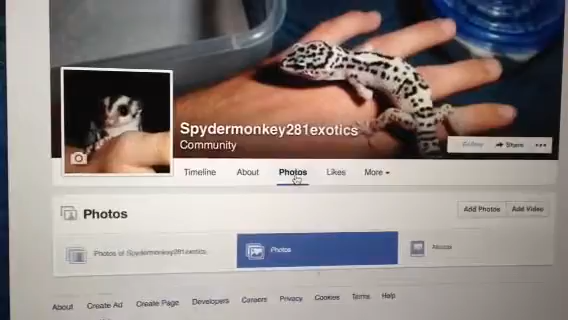 Spydermonkey281exotics
Community
Follow Share •••
Timeline About Photos Likes More
Photos
Add Photos Add Video
Photos of Spydermonkey281exotics
Photos
Albums
About Create Ad Create Page Developers Careers Privacy Cookies Terms Help